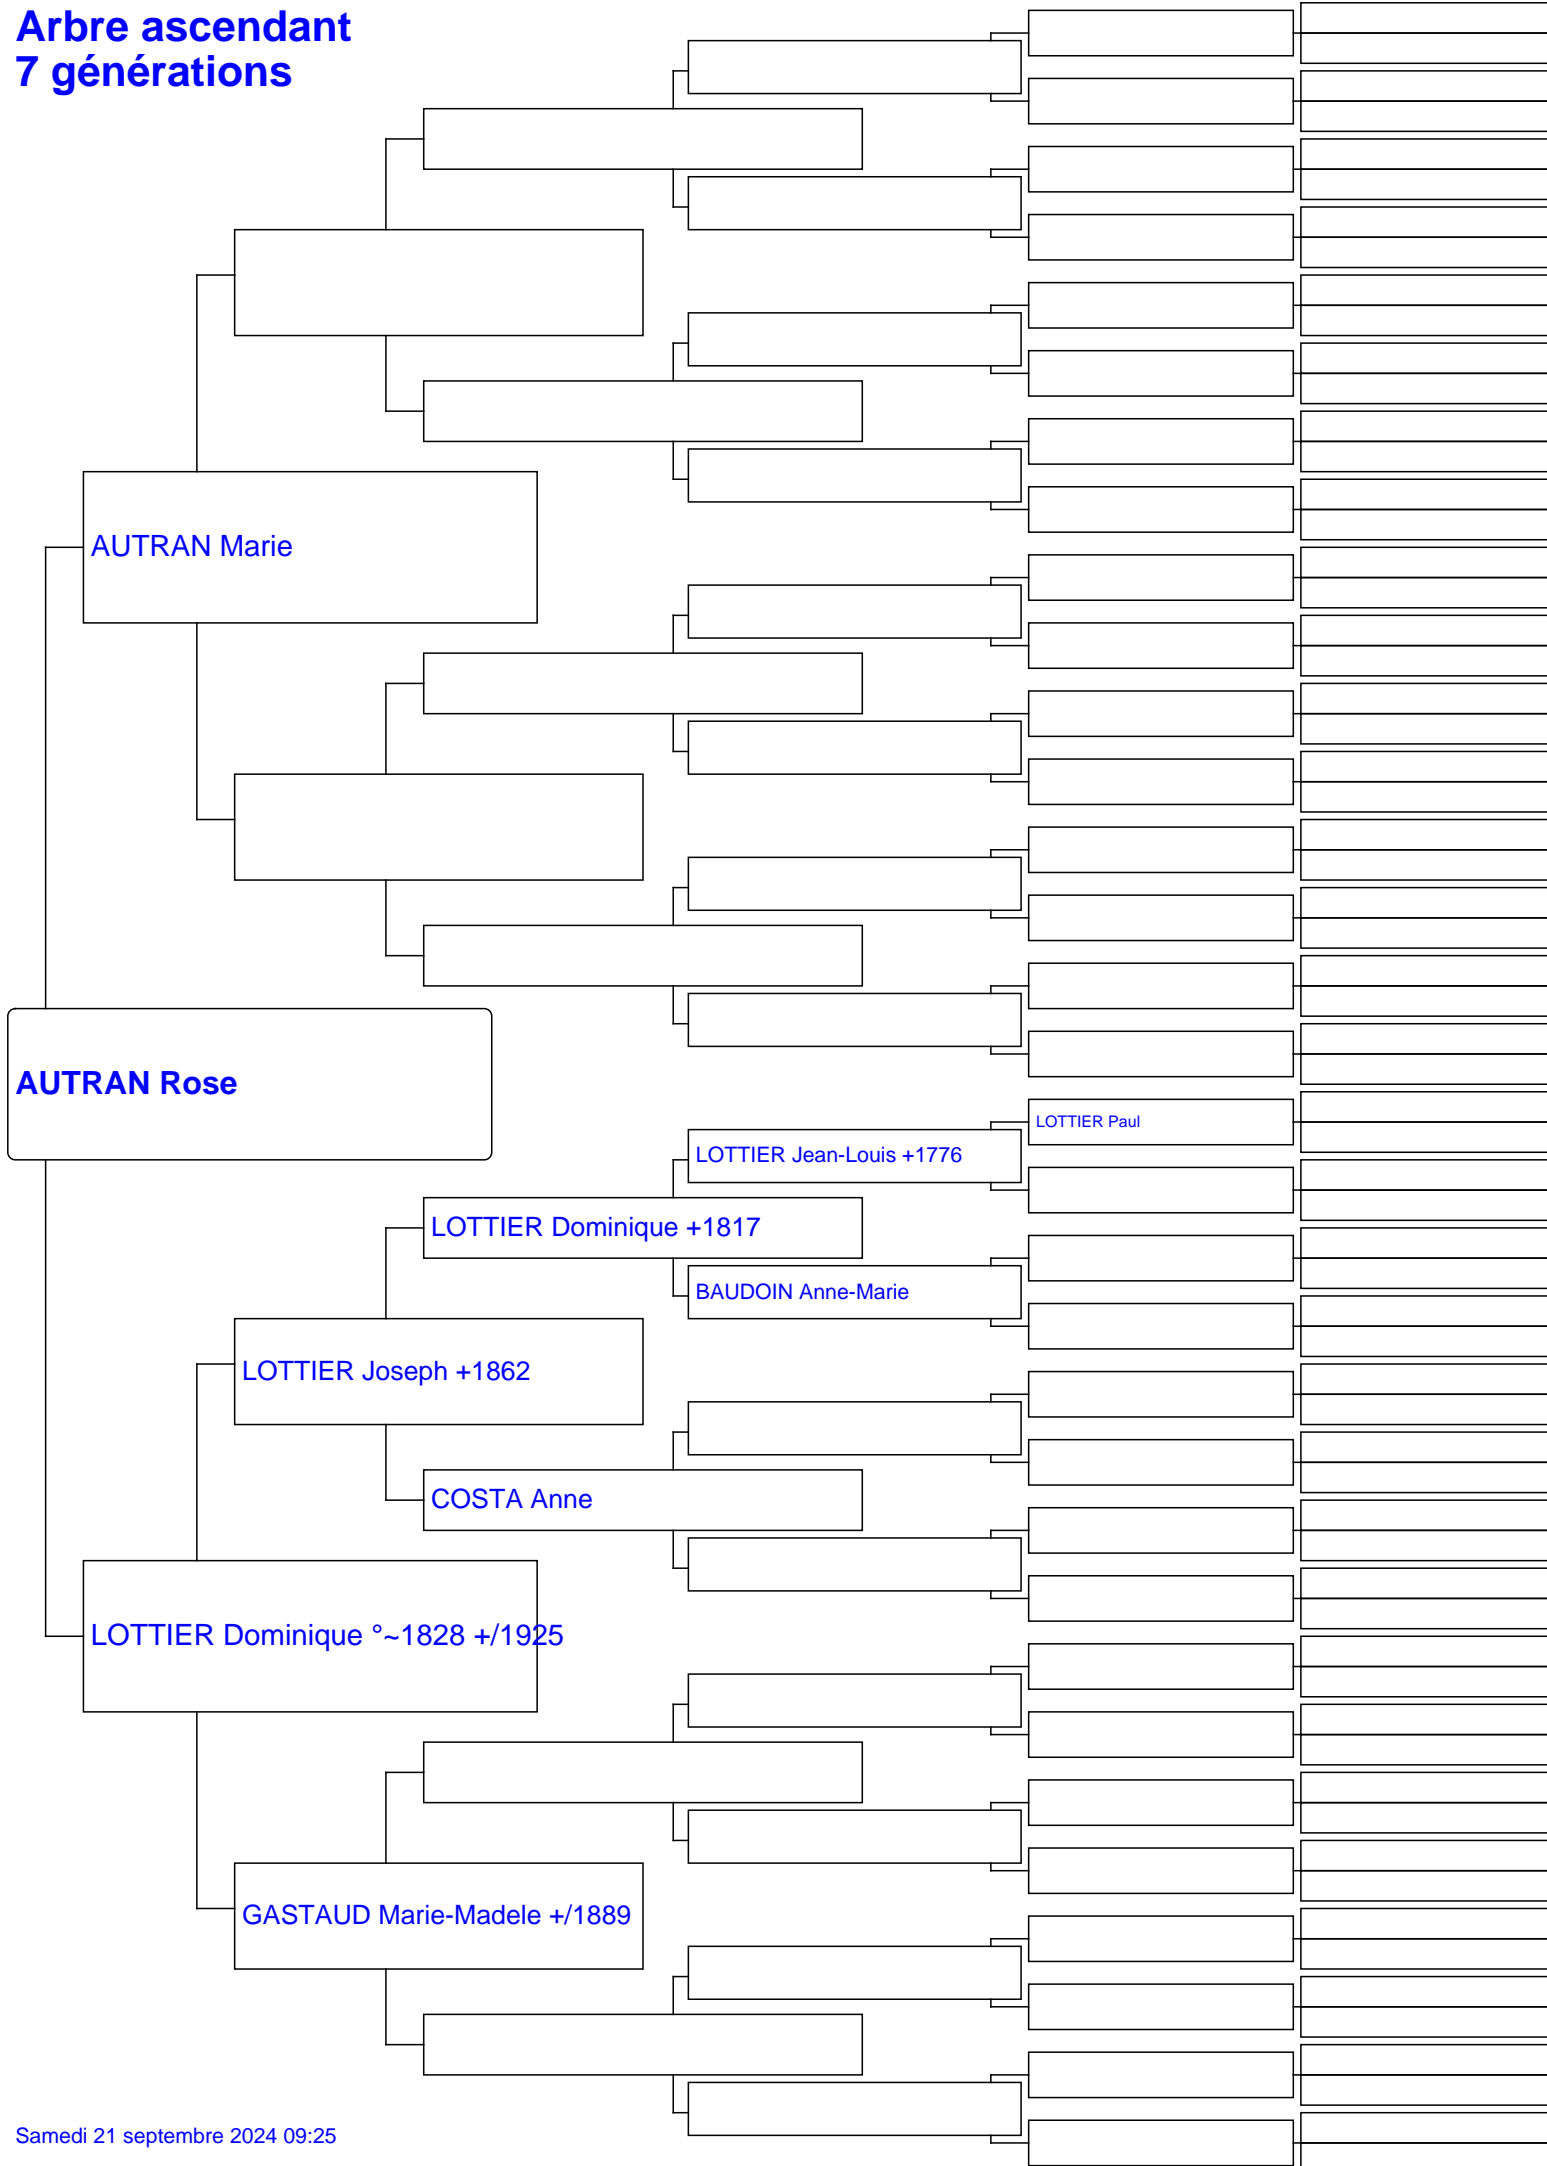 Arbre ascendant
7 générations
AUTRAN Marie
AUTRAN Rose
LOTTIER Paul
LOTTIER Jean-Louis +1776
LOTTIER Dominique +1817
BAUDOIN Anne-Marie
LOTTIER Joseph +1862
COSTA Anne
LOTTIER Dominique °~1828 +/1925
GASTAUD Marie-Madele +/1889
Samedi 21 septembre 2024 09:25